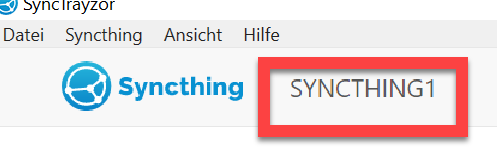 SyncTrayzor
Datei Syncthing Ansicht Hilfe
Syncthing SYNCTHING1